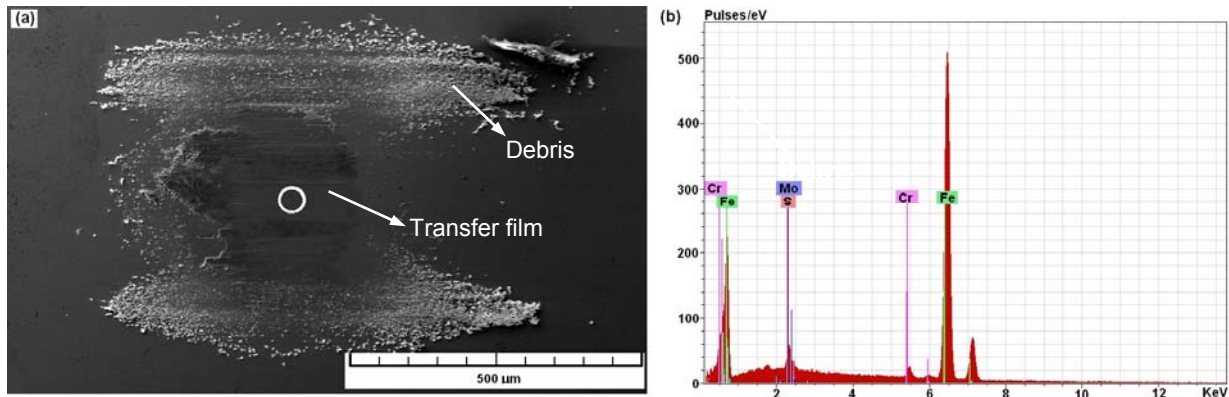 (a)
Debris
Transfer film
500 µm
(b)
Pulses/eV
500
400
300
200
100
0
Cr
Fe
Mo
S
Cr
Fe
2
4
6
8
10
12
KeV